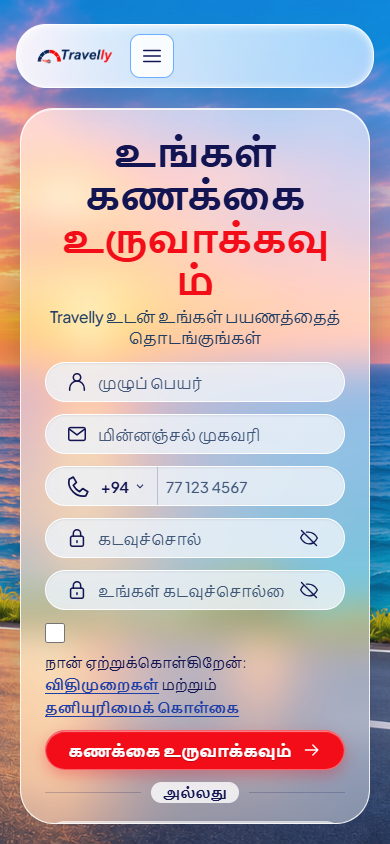 Travelly
உங்கள்
கணக்கை
உருவாக்கவு
ம்
Travelly உடன் உங்கள் பயணத்தைத்
தொடங்குங்கள்
முழுப் பெயர்
மின்னஞ்சல் முகவரி
+94 77 123 4567
கடவுச்சொல்
உங்கள் கடவுச்சொல்லை
நான் ஏற்றுக்கொள்கிறேன்:
விதிமுறைகள் மற்றும்
தனியுரிமைக் கொள்கை
கணக்கை உருவாக்கவும்
அல்லது